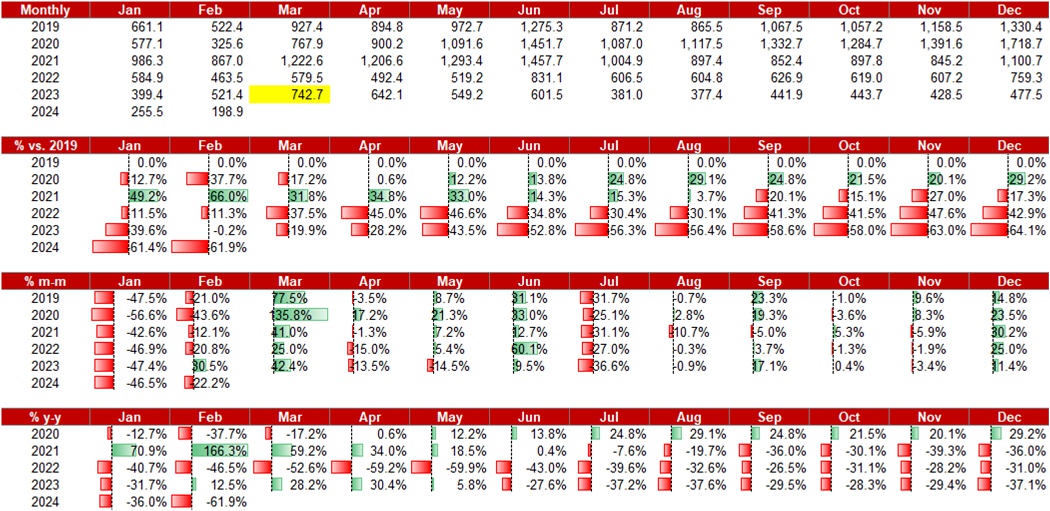 Monthly Jan Feb Mar Apr May Jun Jul Aug Sep Oct Nov Dec
2019 661.1 522.4 927.4 894.8 972.7 1,275.3 871.2 865.5 1,067.5 1,057.2 1,158.5 1,330.4
2020 577.1 325.6 767.9 900.2 1,091.6 1,451.7 1,087.0 1,117.5 1,332.7 1,284.7 1,391.6 1,718.7
2021 986.3 867.0 1,222.6 1,206.6 1,293.4 1,457.7 1,004.9 897.4 852.4 897.8 845.2 1,100.7
2022 584.9 463.5 579.5 492.4 519.2 831.1 606.5 604.8 626.9 619.0 607.2 759.3
2023 399.4 521.4 742.7 642.1 549.2 601.5 381.0 377.4 441.9 443.7 428.5 477.5
2024 255.5 198.9
% vs. 2019 Jan Feb Mar Apr May Jun Jul Aug Sep Oct Nov Dec
2019 0.0% 0.0% 0.0% 0.0% 0.0% 0.0% 0.0% 0.0% 0.0% 0.0% 0.0% 0.0%
2020 -12.7% -37.7% -17.2% 0.6% 12.2% 13.8% 24.8% 29.1% 24.8% 21.5% 20.1% 29.2%
2021 49.2% 66.0% 31.8% 34.8% 33.0% 14.3% 15.3% 3.7% -20.1% -15.1% -27.0% -17.3%
2022 -11.5% -11.3% -37.5% -45.0% -46.6% -34.8% -30.4% -30.1% -41.3% -41.5% -47.6% -42.9%
2023 -39.6% -0.2% -19.9% -28.2% -43.5% -52.8% -56.3% -56.4% -58.6% -58.0% -63.0% -64.1%
2024 -61.4% -61.9%
% m-m Jan Feb Mar Apr May Jun Jul Aug Sep Oct Nov Dec
2019 -47.5% -21.0% 77.5% -3.5% 8.7% 31.1% -31.7% -0.7% 23.3% -1.0% 9.6% 14.8%
2020 -56.6% -43.6% 135.8% 17.2% 21.3% 33.0% -25.1% 2.8% 19.3% -3.6% 8.3% 23.5%
2021 -42.6% -12.1% 41.0% -1.3% 7.2% 12.7% -31.1% -10.7% -5.0% 5.3% -5.9% 30.2%
2022 -46.9% -20.8% 25.0% -15.0% 5.4% 60.1% -27.0% -0.3% 3.7% -1.3% -1.9% 25.0%
2023 -47.4% 30.5% 42.4% -13.5% -14.5% 9.5% -36.6% -0.9% 17.1% 0.4% -3.4% 11.4%
2024 -46.5% -22.2%
% y-y Jan Feb Mar Apr May Jun Jul Aug Sep Oct Nov Dec
2020 -12.7% -37.7% -17.2% 0.6% 12.2% 13.8% 24.8% 29.1% 24.8% 21.5% 20.1% 29.2%
2021 70.9% 166.3% 59.2% 34.0% 18.5% 0.4% -7.6% -19.7% -36.0% -30.1% -39.3% -36.0%
2022 -40.7% -46.5% -52.6% -59.2% -59.9% -43.0% -39.6% -32.6% -26.5% -31.1% -28.2% -31.0%
2023 -31.7% 12.5% 28.2% 30.4% 5.8% -27.6% -37.2% -37.6% -29.5% -28.3% -29.4% -37.1%
2024 -36.0% -61.9%